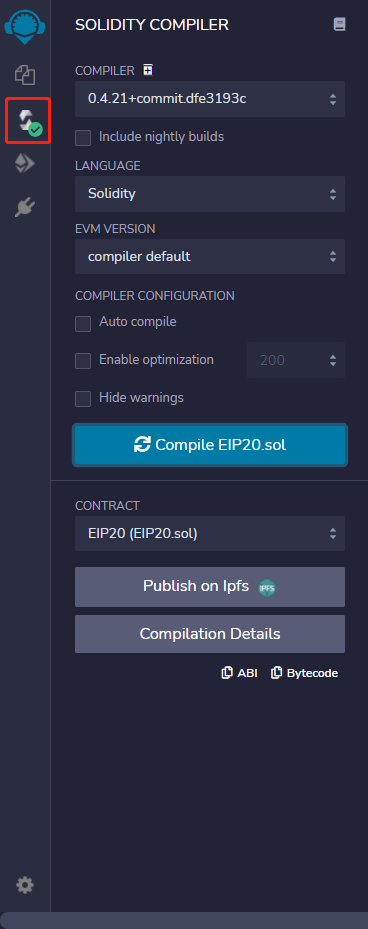 SOLIDITY COMPILER
COMPILER
0.4.21+commit.dfe3193c
Include nightly builds
LANGUAGE
Solidity
EVM VERSION
compiler default
COMPILER CONFIGURATION
Auto compile
Enable optimization 200
Hide warnings
Compile EIP20.sol
CONTRACT
EIP20 (EIP20.sol)
Publish on Ipfs IPFS
Compilation Details
ABI Bytecode